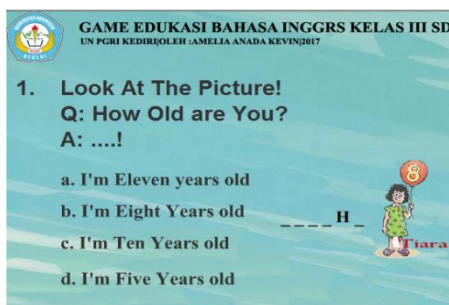 GAME EDUKASI BAHASA INGGRS KELAS III SD
UN PGRI KEDIRI|OLEH :AMELIA ANADA KEVIN|2017
1. Look At The Picture!
Q: How Old are You?
A: ....!
a. I'm Eleven years old
b. I'm Eight Years old
c. I'm Ten Years old
d. I'm Five Years old
_ _ _ _ H _
8
Tiara